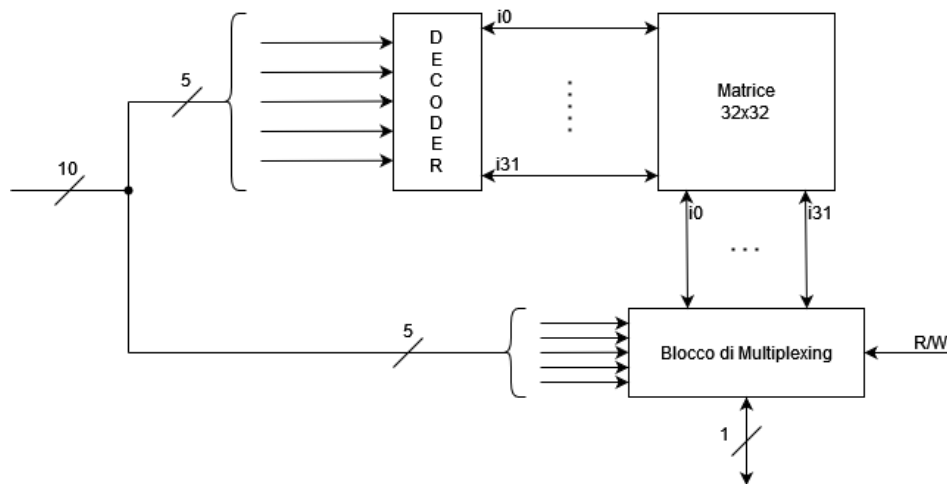 10
5
D
E
C
O
D
E
R
i0
i31
Matrice
32x32
i0
i31
5
Blocco di Multiplexing
R/W
1